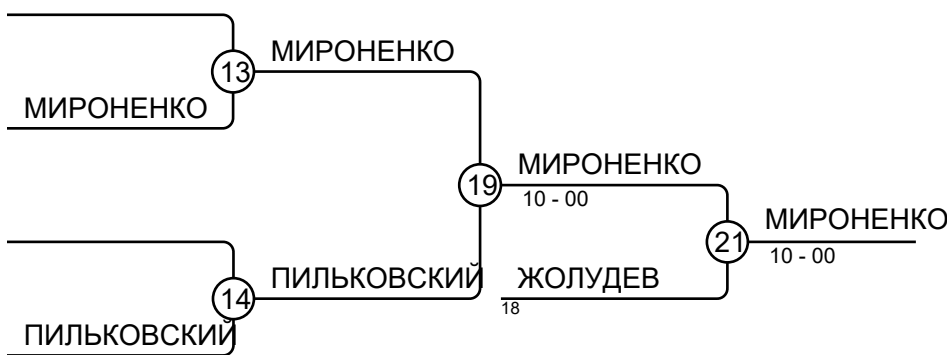 МИРОНЕНКО
13
МИРОНЕНКО
МИРОНЕНКО
19
10 - 00
МИРОНЕНКО
21
10 - 00
ПИЛЬКОВСКИЙ
ЖОЛУДЕВ
18
14
ПИЛЬКОВСКИЙ